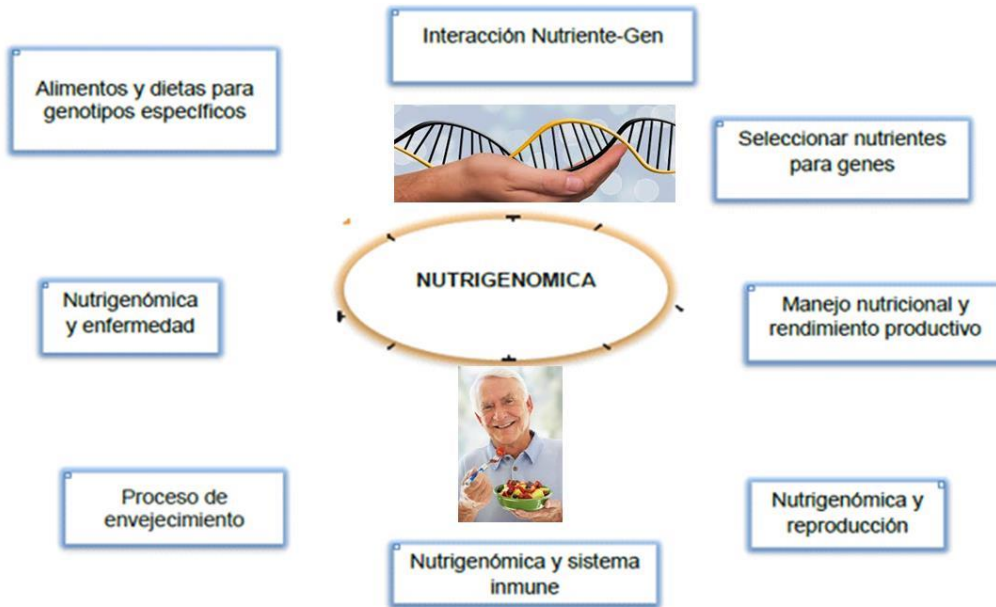 Interacción Nutriente-Gen
Alimentos y dietas para
genotipos específicos
Seleccionar nutrientes
para genes
NUTRIGENOMICA
Nutrigenómica
y enfermedad
Manejo nutricional y
rendimiento productivo
Proceso de
envejecimiento
Nutrigenómica y
reproducción
Nutrigenómica y sistema
inmune